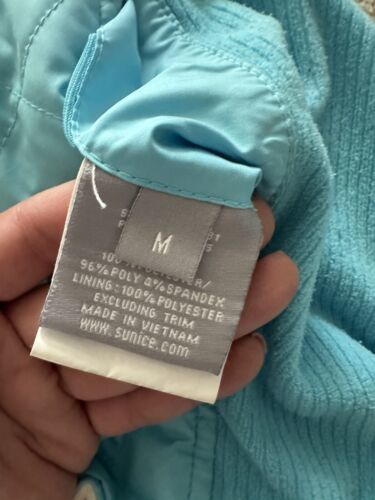 M
100% POLYESTER/
96%POLY 4%SPANDEX
LINING:100% POLYESTER
EXCLUDING TRIM
MADE IN VIETNAM
www.sunice.com